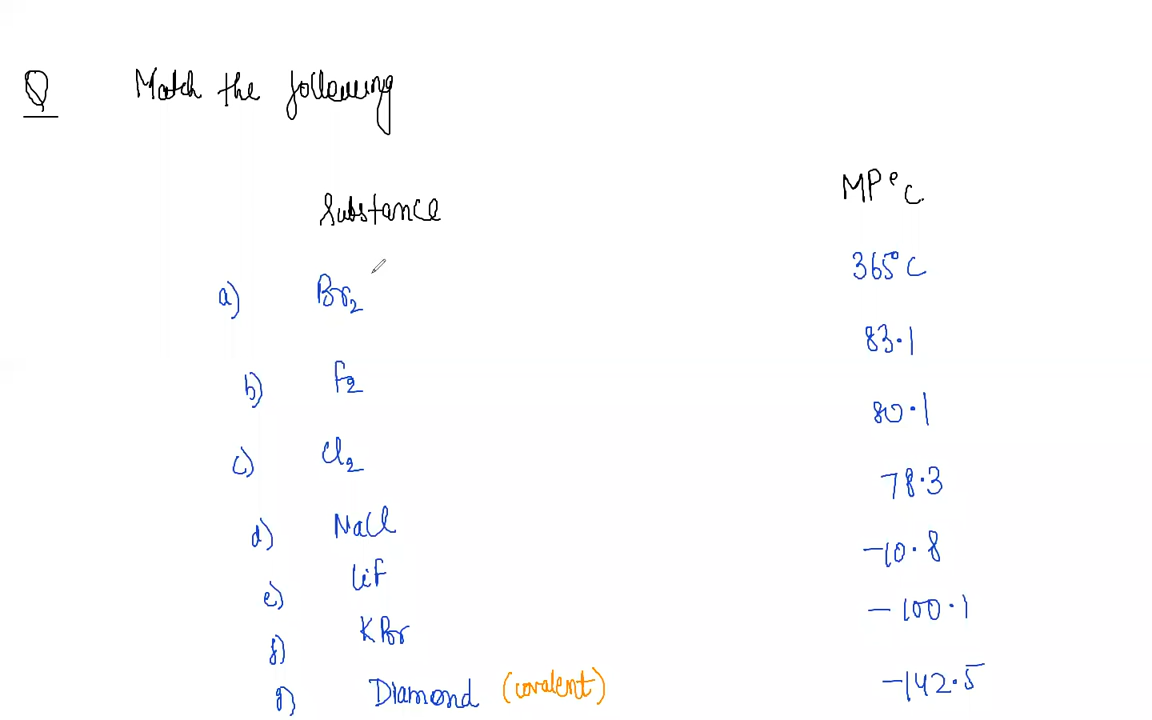 Q Match the following
Substance MP°C
a) Br2 365°C
83.1
b) F2
80.1
c) Cl2
78.3
d) NaCl
-10.8
e) LiF
-100.1
f) KBr
g) Diamond (covalent) -142.5